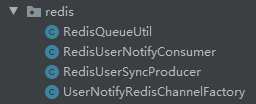 redis
RedisQueueUtil
RedisUserNotifyConsumer
RedisUserSyncProducer
UserNotifyRedisChannelFactory